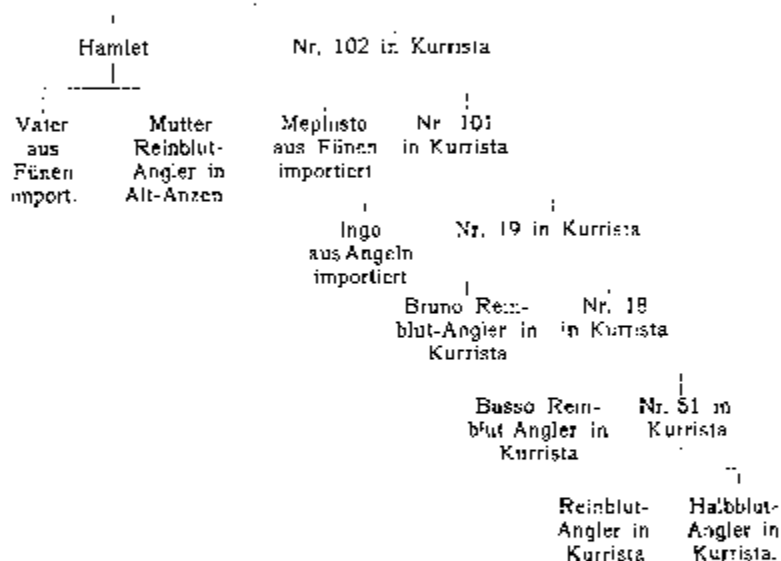 Hamlet Nr. 102 in Kurrista
Vater Mutter Mephisto Nr. 101
aus Reinblut- aus Fünen in Kurrista
Fünen Angler in importiert
import. Alt-Anzen
Ingo Nr. 19 in Kurrista
aus Angeln
importiert
Bruno Rein- Nr. 18
blut-Angler in in Kurrista
Kurrista
Basso Rein- Nr. 51 in
blut Angler in Kurrista
Kurrista
Reinblut- Halbblut-
Angler in Angler in
Kurrista Kurrista.